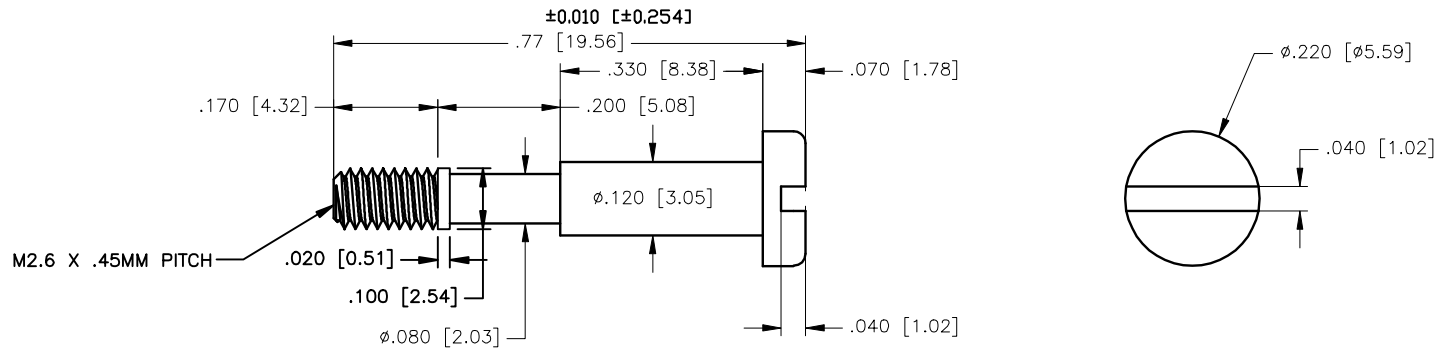 ±0.010 [±0.254]
.77 [19.56]
.330 [8.38]
.070 [1.78]
ø.220 [ø5.59]
.170 [4.32]
.200 [5.08]
.040 [1.02]
ø.120 [3.05]
M2.6 X .45MM PITCH
.020 [0.51]
.100 [2.54]
ø.080 [2.03]
.040 [1.02]